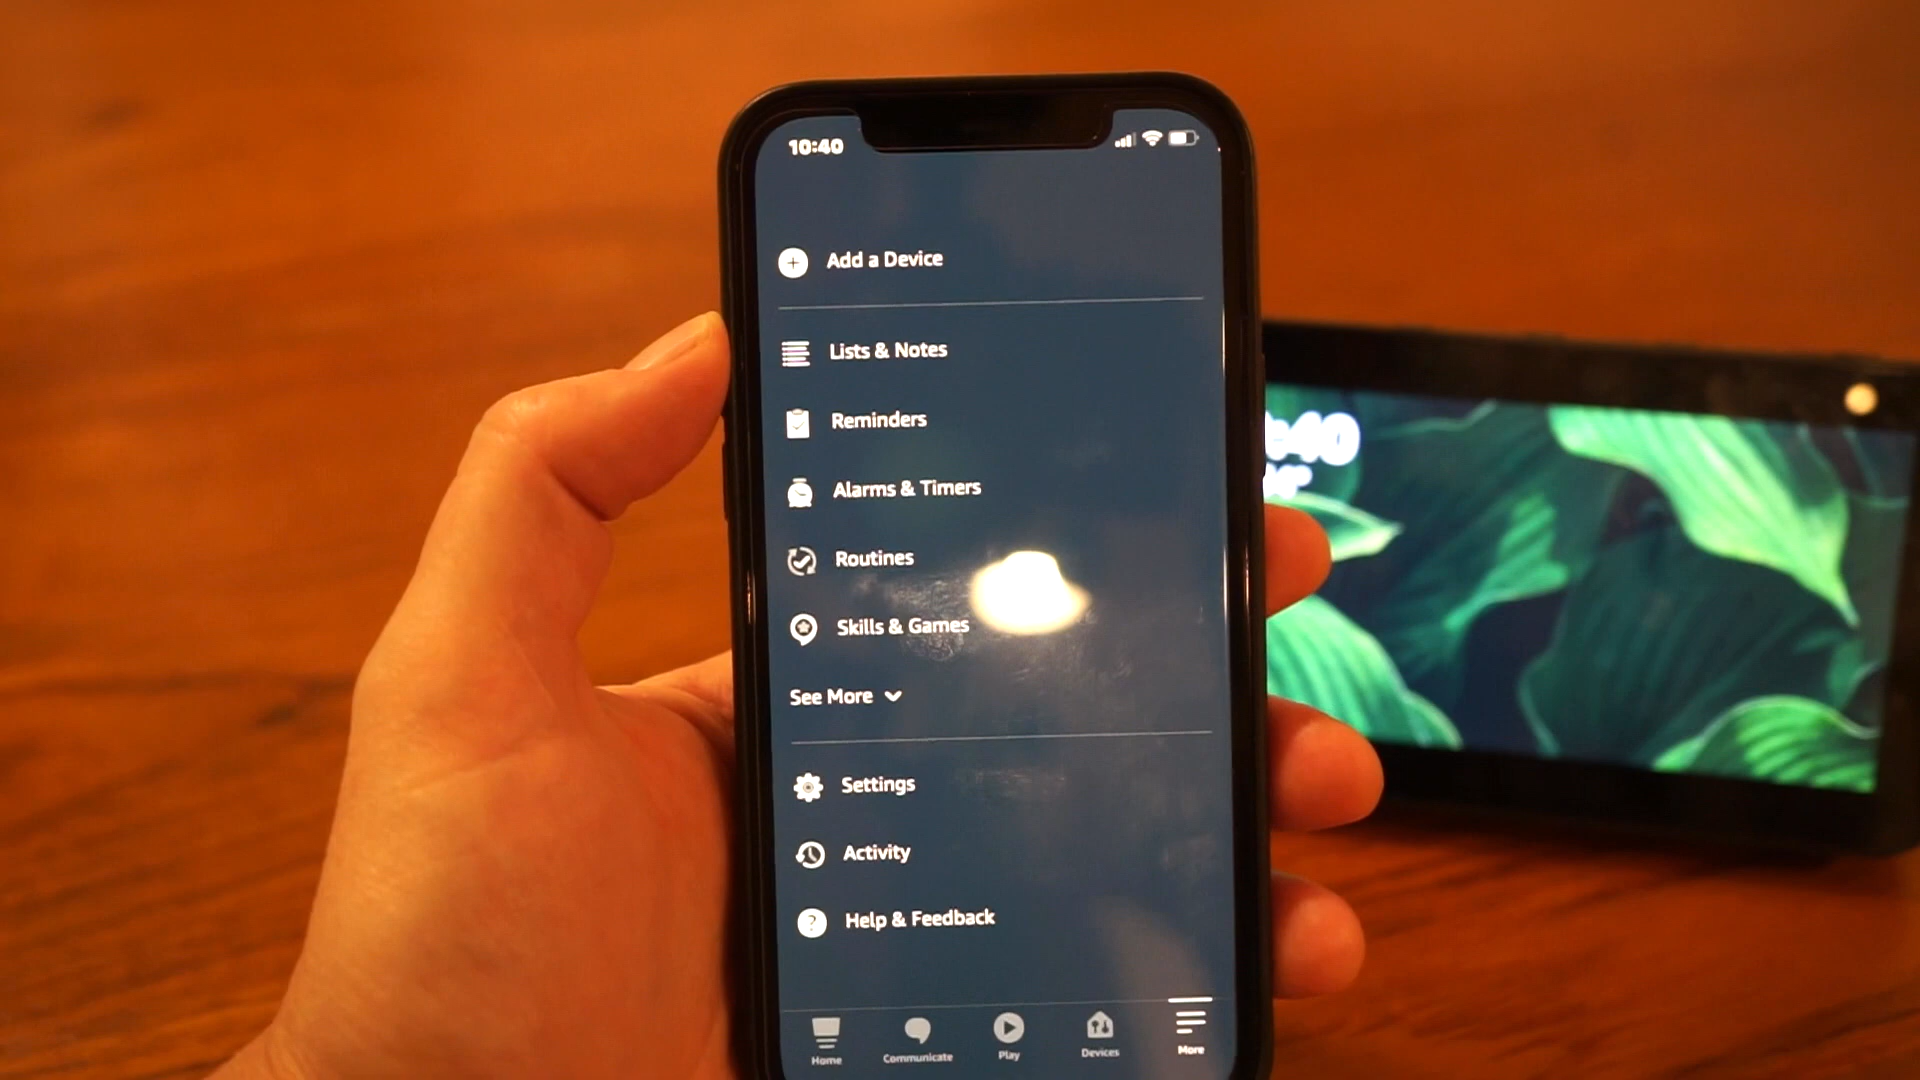 10:40
Add a Device
Lists & Notes
Reminders
Alarms & Timers
Routines
Skills & Games
See More
Settings
Activity
Help & Feedback
Home
Communicate
Play
Devices
More
:40